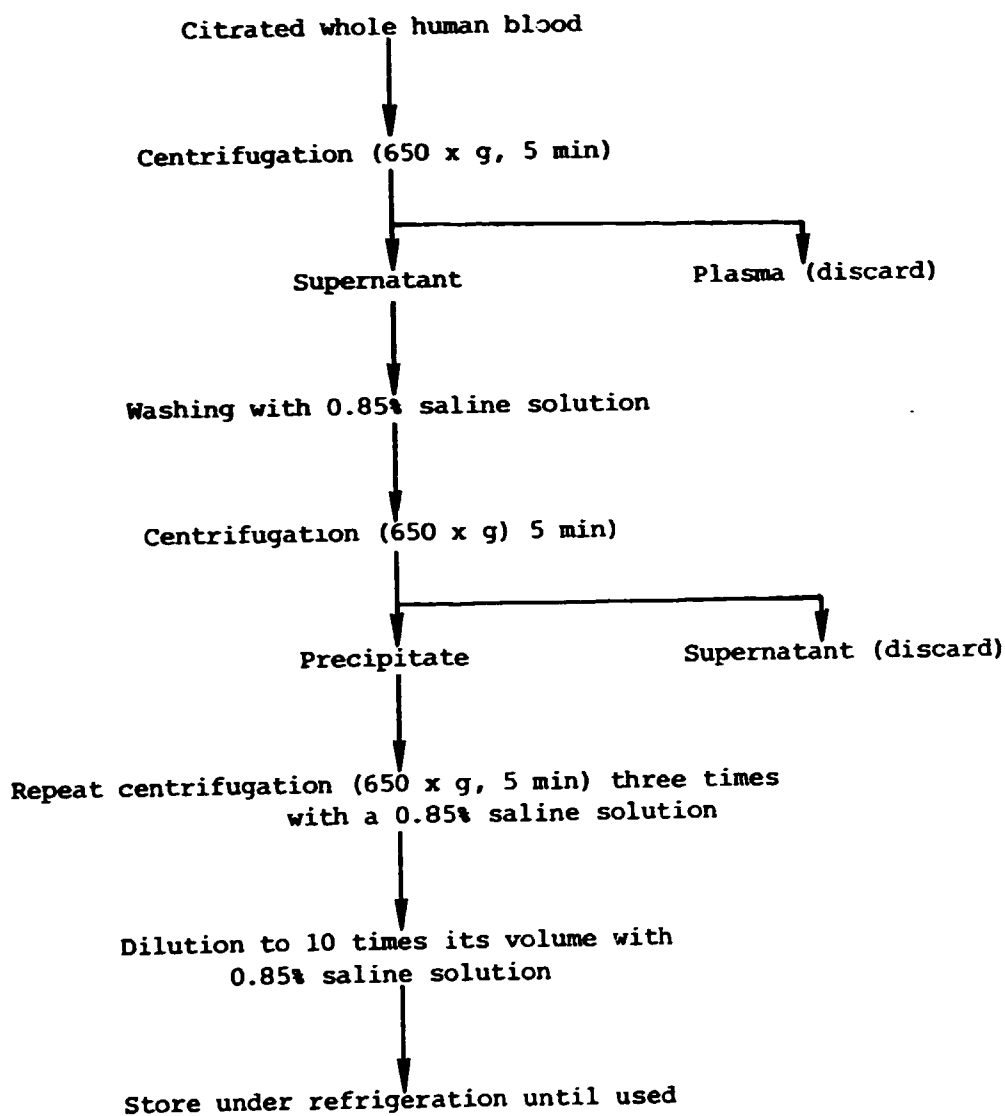 Citrated whole human blood
Centrifugation (650 x g, 5 min)
Supernatant
Plasma (discard)
Washing with 0.85% saline solution
Centrifugation (650 x g) 5 min)
Precipitate
Supernatant (discard)
Repeat centrifugation (650 x g, 5 min) three times
with a 0.85% saline solution
Dilution to 10 times its volume with
0.85% saline solution
Store under refrigeration until used